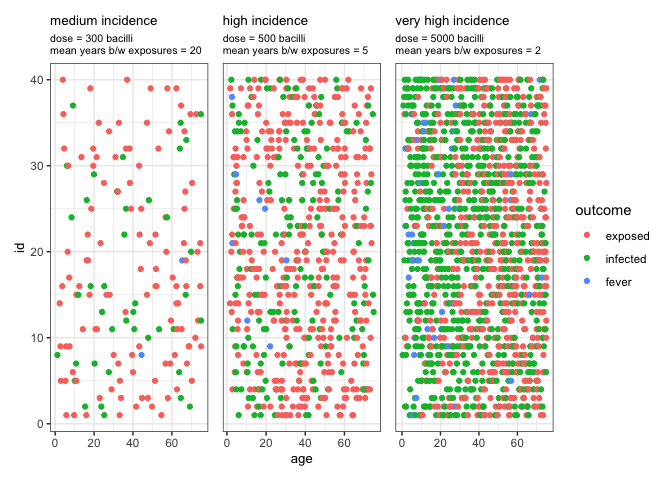 medium incidence
dose = 300 bacilli
mean years b/w exposures = 20
high incidence
dose = 500 bacilli
mean years b/w exposures = 5
very high incidence
dose = 5000 bacilli
mean years b/w exposures = 2
40
30
20
10
0
id
0 20 40 60
0 20 40 60
0 20 40 60
age
outcome
exposed
infected
fever